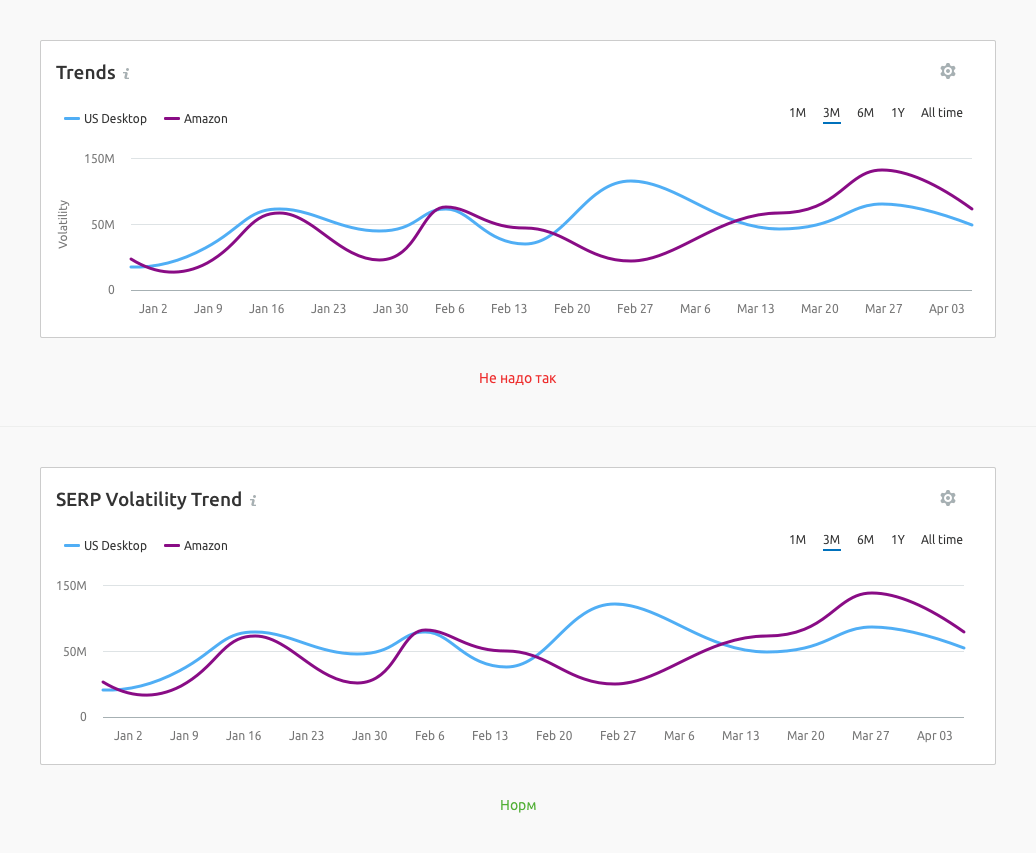 Trends i
US Desktop Amazon
1M 3M 6M 1Y All time
150M
50M
0
Volatility
Jan 2 Jan 9 Jan 16 Jan 23 Jan 30 Feb 6 Feb 13 Feb 20 Feb 27 Mar 6 Mar 13 Mar 20 Mar 27 Apr 03
Не надо так
SERP Volatility Trend i
US Desktop Amazon
1M 3M 6M 1Y All time
150M
50M
0
Jan 2 Jan 9 Jan 16 Jan 23 Jan 30 Feb 6 Feb 13 Feb 20 Feb 27 Mar 6 Mar 13 Mar 20 Mar 27 Apr 03
Норм